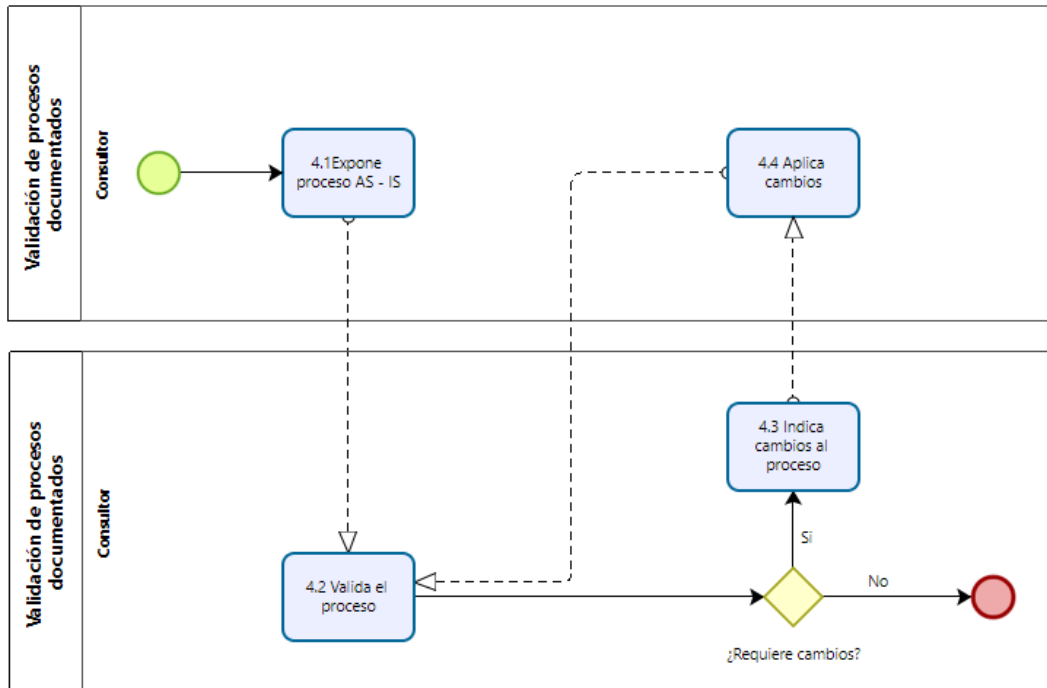 Validación de procesos
documentados
Consultor
4.1Expone
proceso AS - IS
4.4 Aplica
cambios
Validación de procesos
documentados
Consultor
4.3 Indica
cambios al
proceso
Si
4.2 Valida el
proceso
No
¿Requiere cambios?